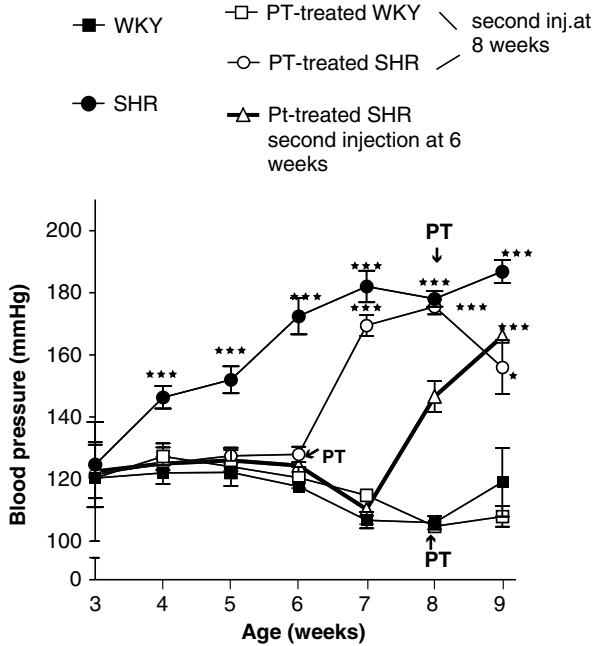 WKY
PT-treated WKY
second inj.at
8 weeks
PT-treated SHR
SHR
Pt-treated SHR
second injection at 6
weeks
Blood pressure (mmHg)
200
180
160
140
120
100
0
PT
PT
PT
★★★
★★★
★★★
★★★
★★★
★★★
★★★
★★★
★★★
★
3 4 5 6 7 8 9
Age (weeks)